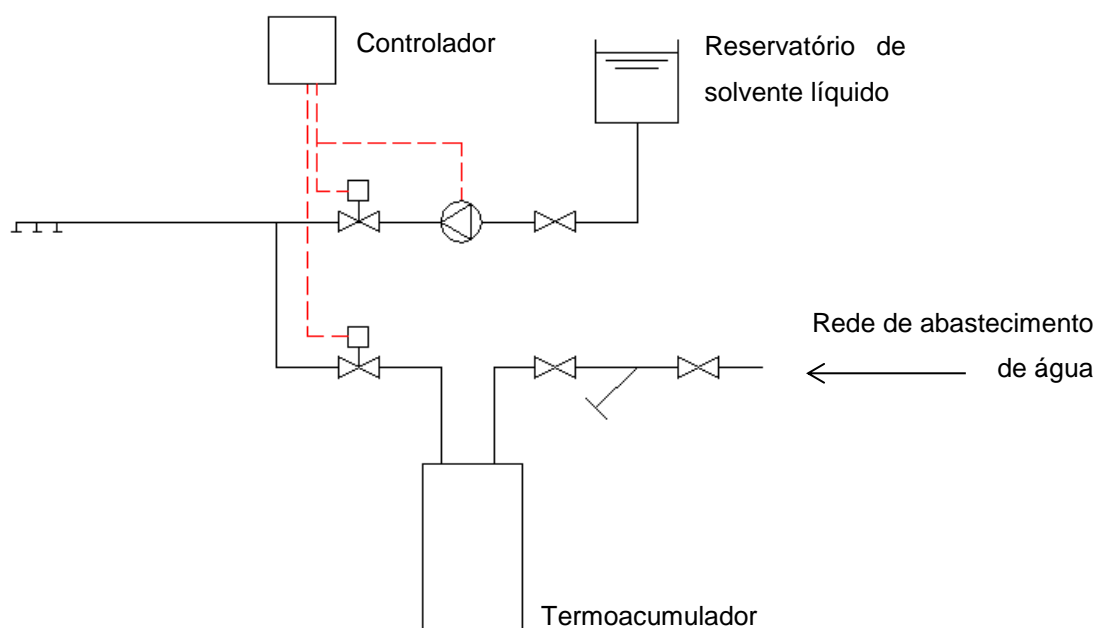 Controlador
Reservatório de
solvente líquido
Rede de abastecimento
de água
Termoacumulador